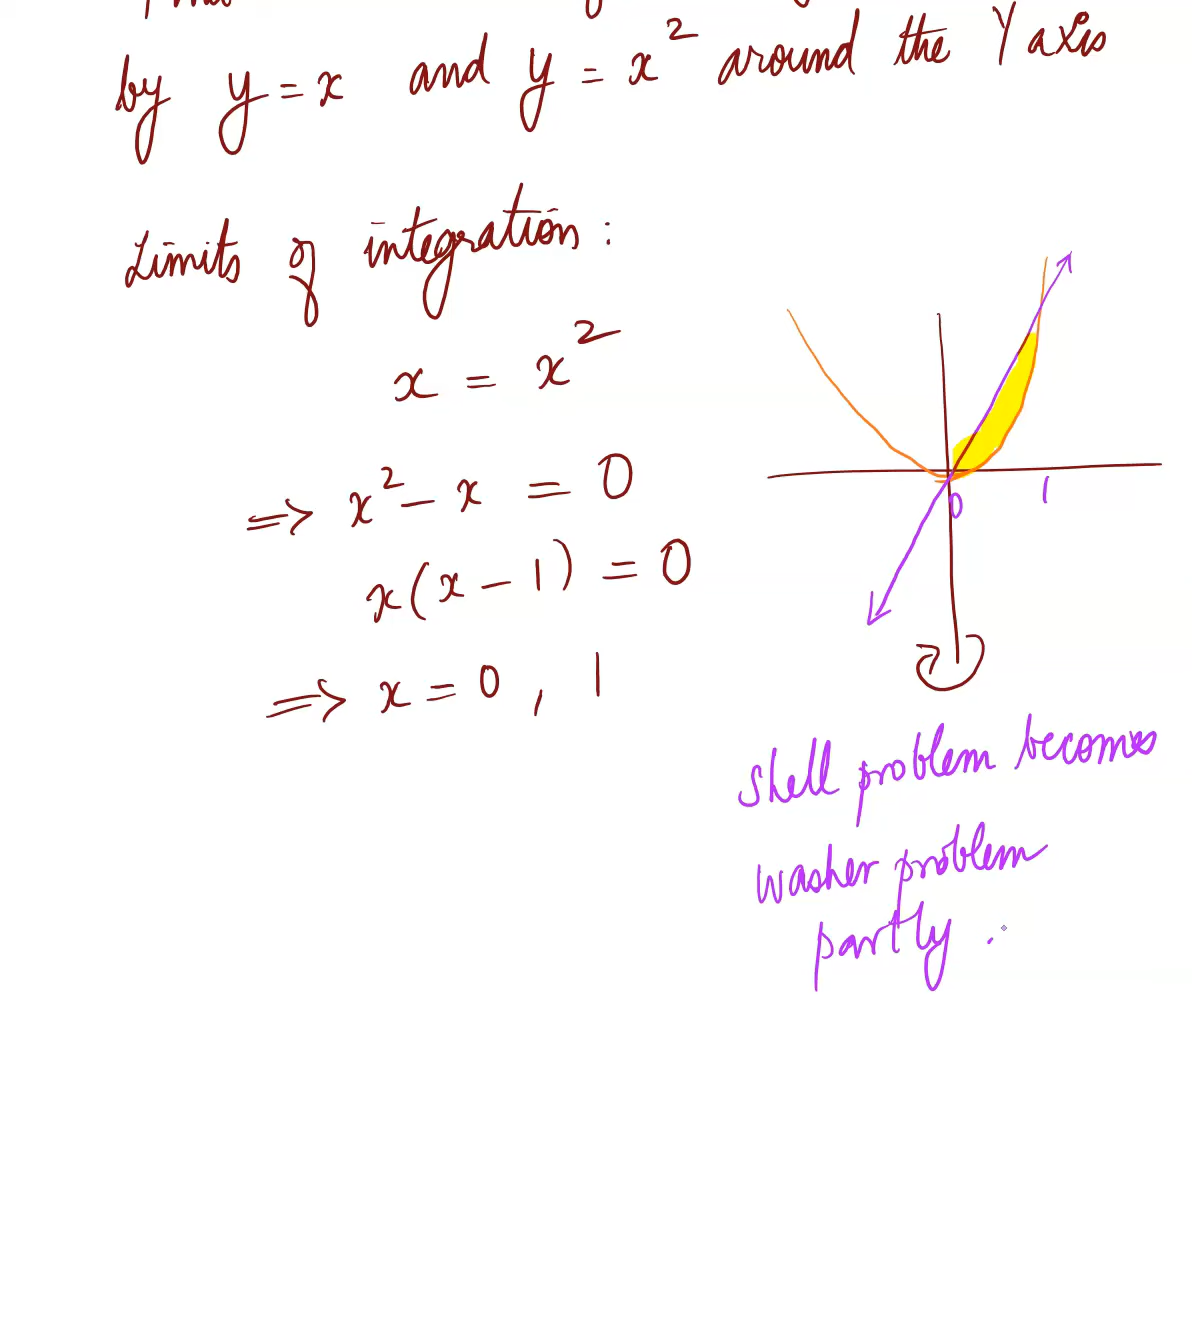 by y = x and y = x² around the Y axis
Limits of integration :
x = x²
⇒ x² - x = 0
x(x - 1) = 0
⇒ x = 0 , 1
0 1
shell problem becomes
washer problem
partly .